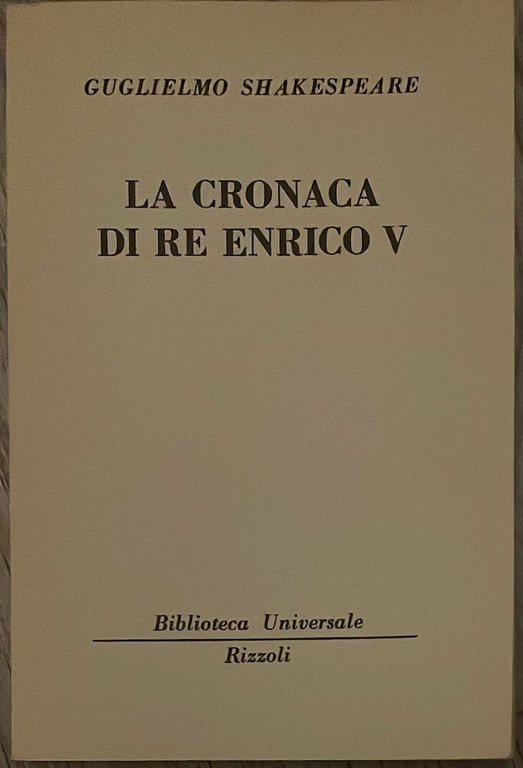 GUGLIELMO SHAKESPEARE
LA CRONACA
DI RE ENRICO V
Biblioteca Universale
Rizzoli